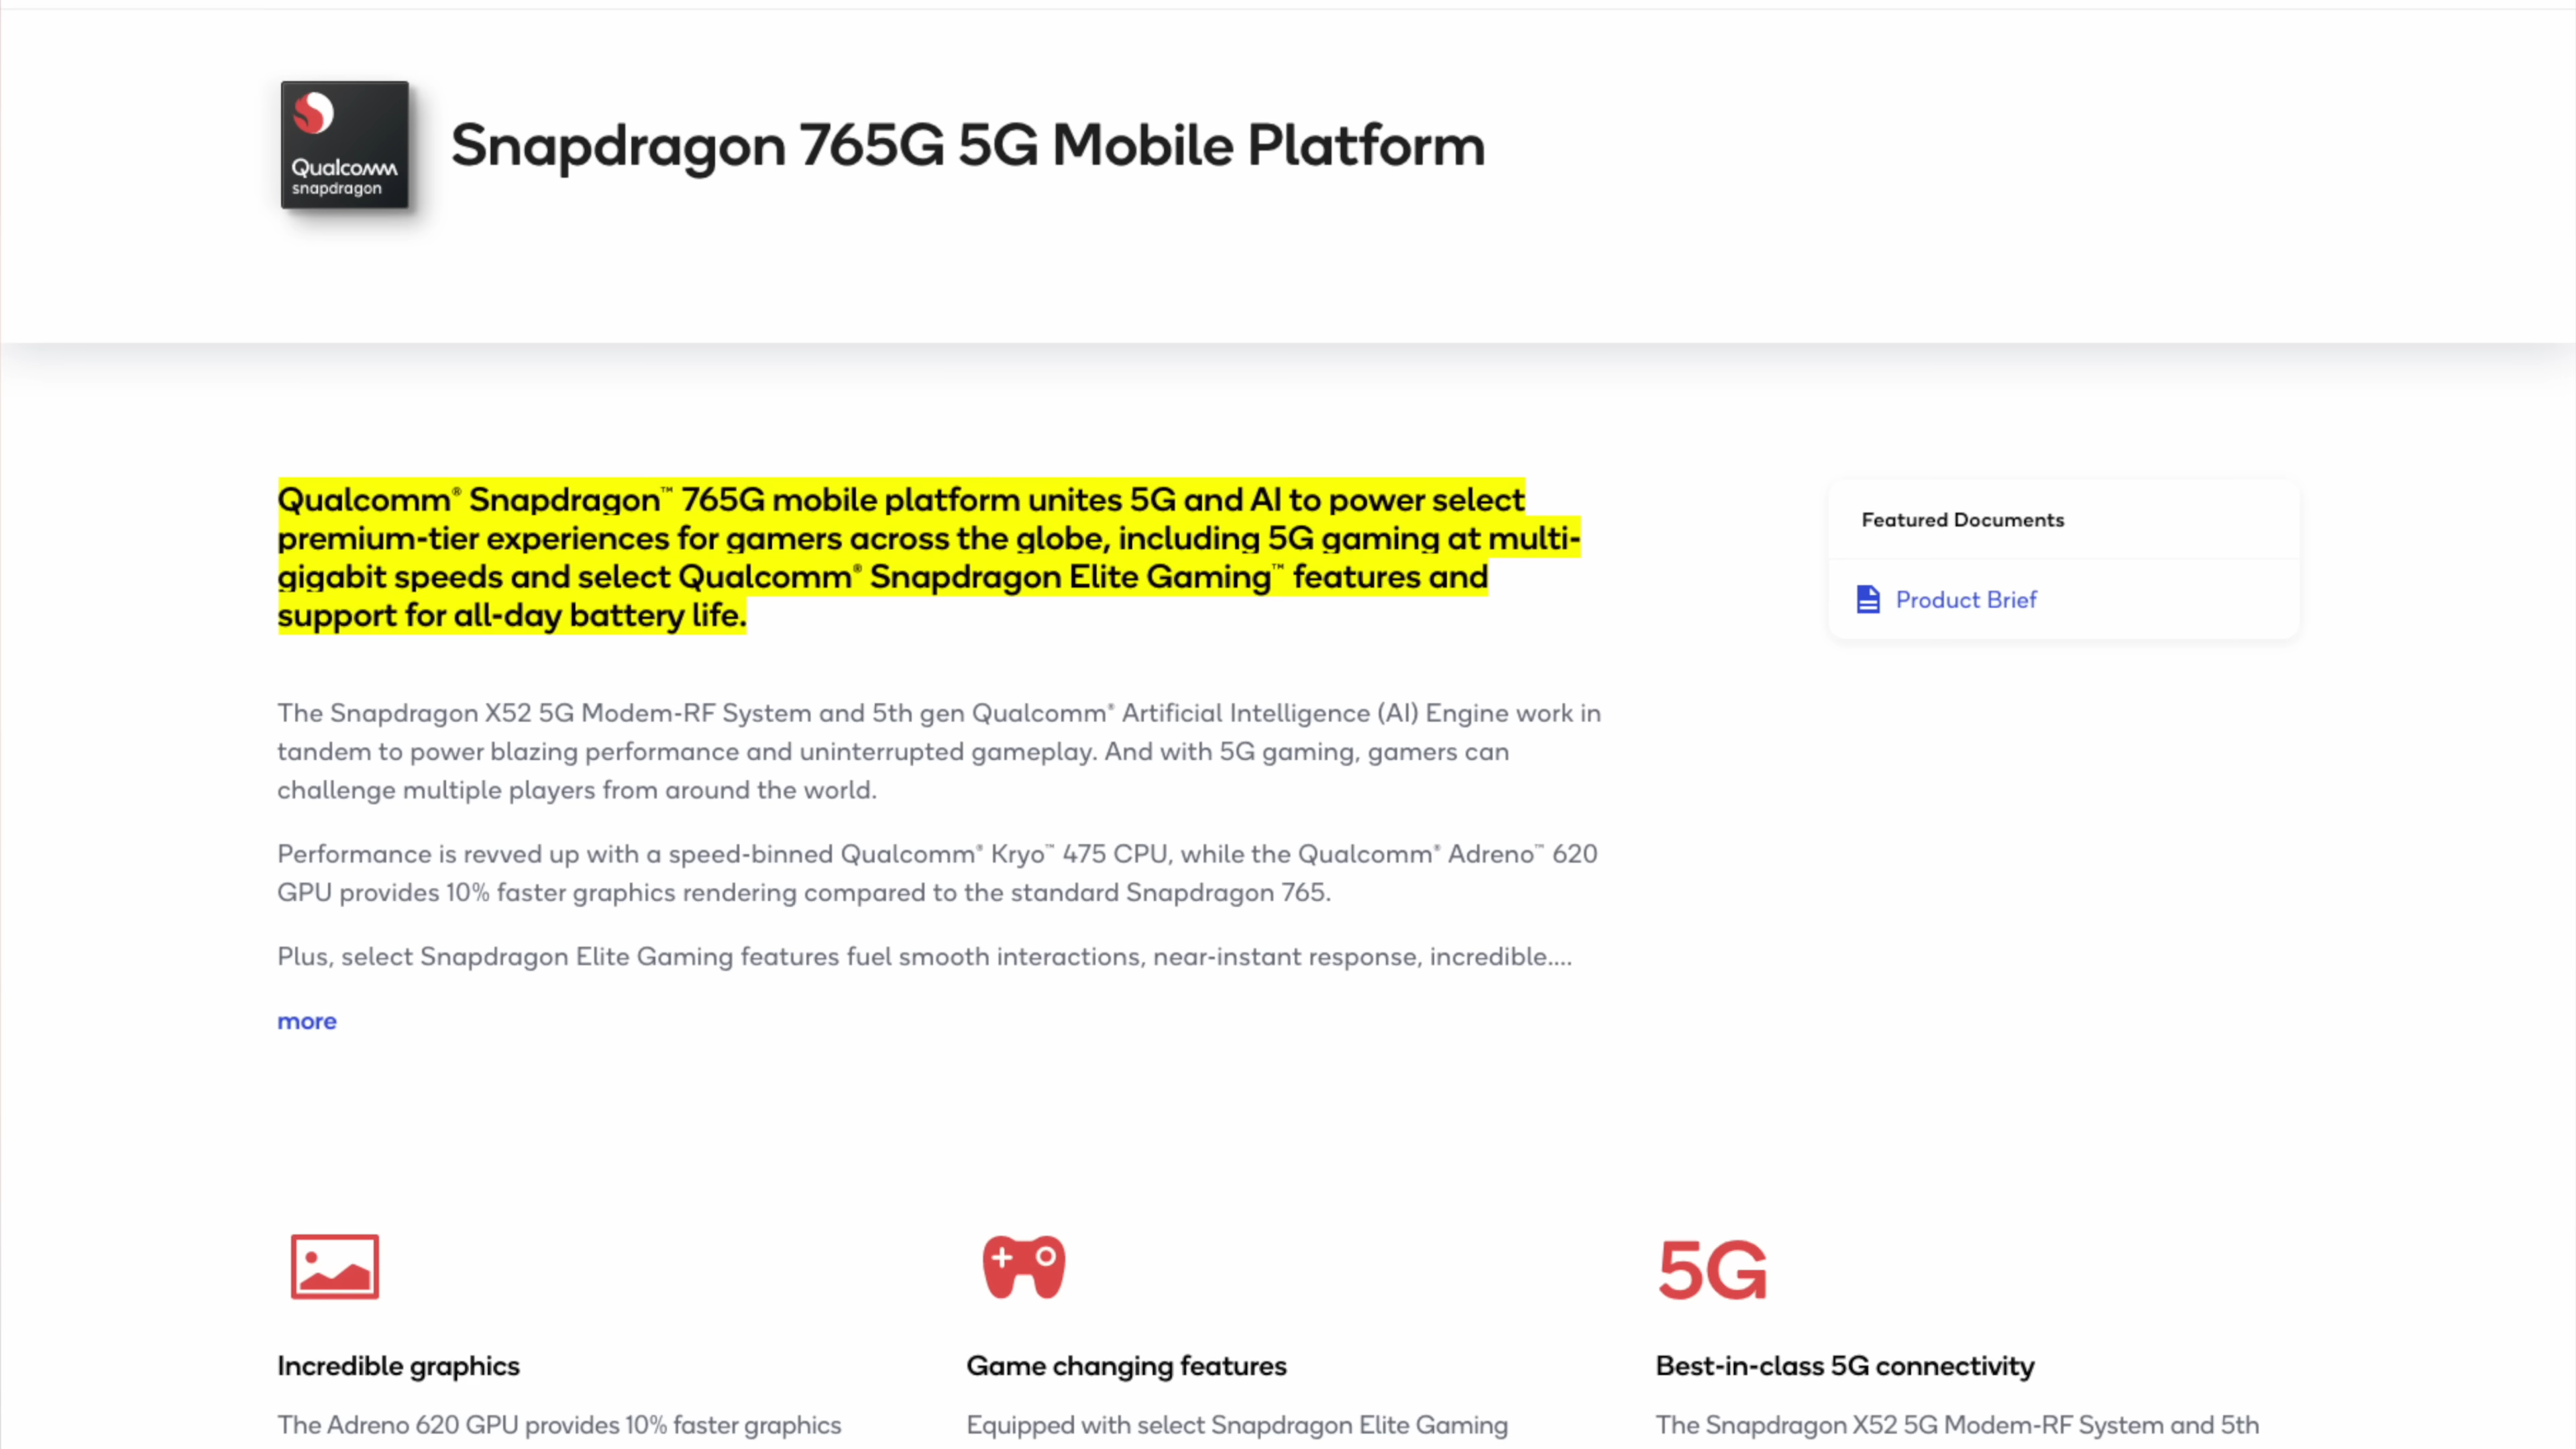 Qualcomm
snapdragon
Snapdragon 765G 5G Mobile Platform
Qualcomm® Snapdragon™ 765G mobile platform unites 5G and AI to power select
premium-tier experiences for gamers across the globe, including 5G gaming at multi-
gigabit speeds and select Qualcomm® Snapdragon Elite Gaming™ features and
support for all-day battery life.
Featured Documents
Product Brief
The Snapdragon X52 5G Modem-RF System and 5th gen Qualcomm® Artificial Intelligence (AI) Engine work in
tandem to power blazing performance and uninterrupted gameplay. And with 5G gaming, gamers can
challenge multiple players from around the world.
Performance is revved up with a speed-binned Qualcomm® Kryo™ 475 CPU, while the Qualcomm® Adreno™ 620
GPU provides 10% faster graphics rendering compared to the standard Snapdragon 765.
Plus, select Snapdragon Elite Gaming features fuel smooth interactions, near-instant response, incredible....
more
5G
Incredible graphics
The Adreno 620 GPU provides 10% faster graphics
Game changing features
Equipped with select Snapdragon Elite Gaming
Best-in-class 5G connectivity
The Snapdragon X52 5G Modem-RF System and 5th